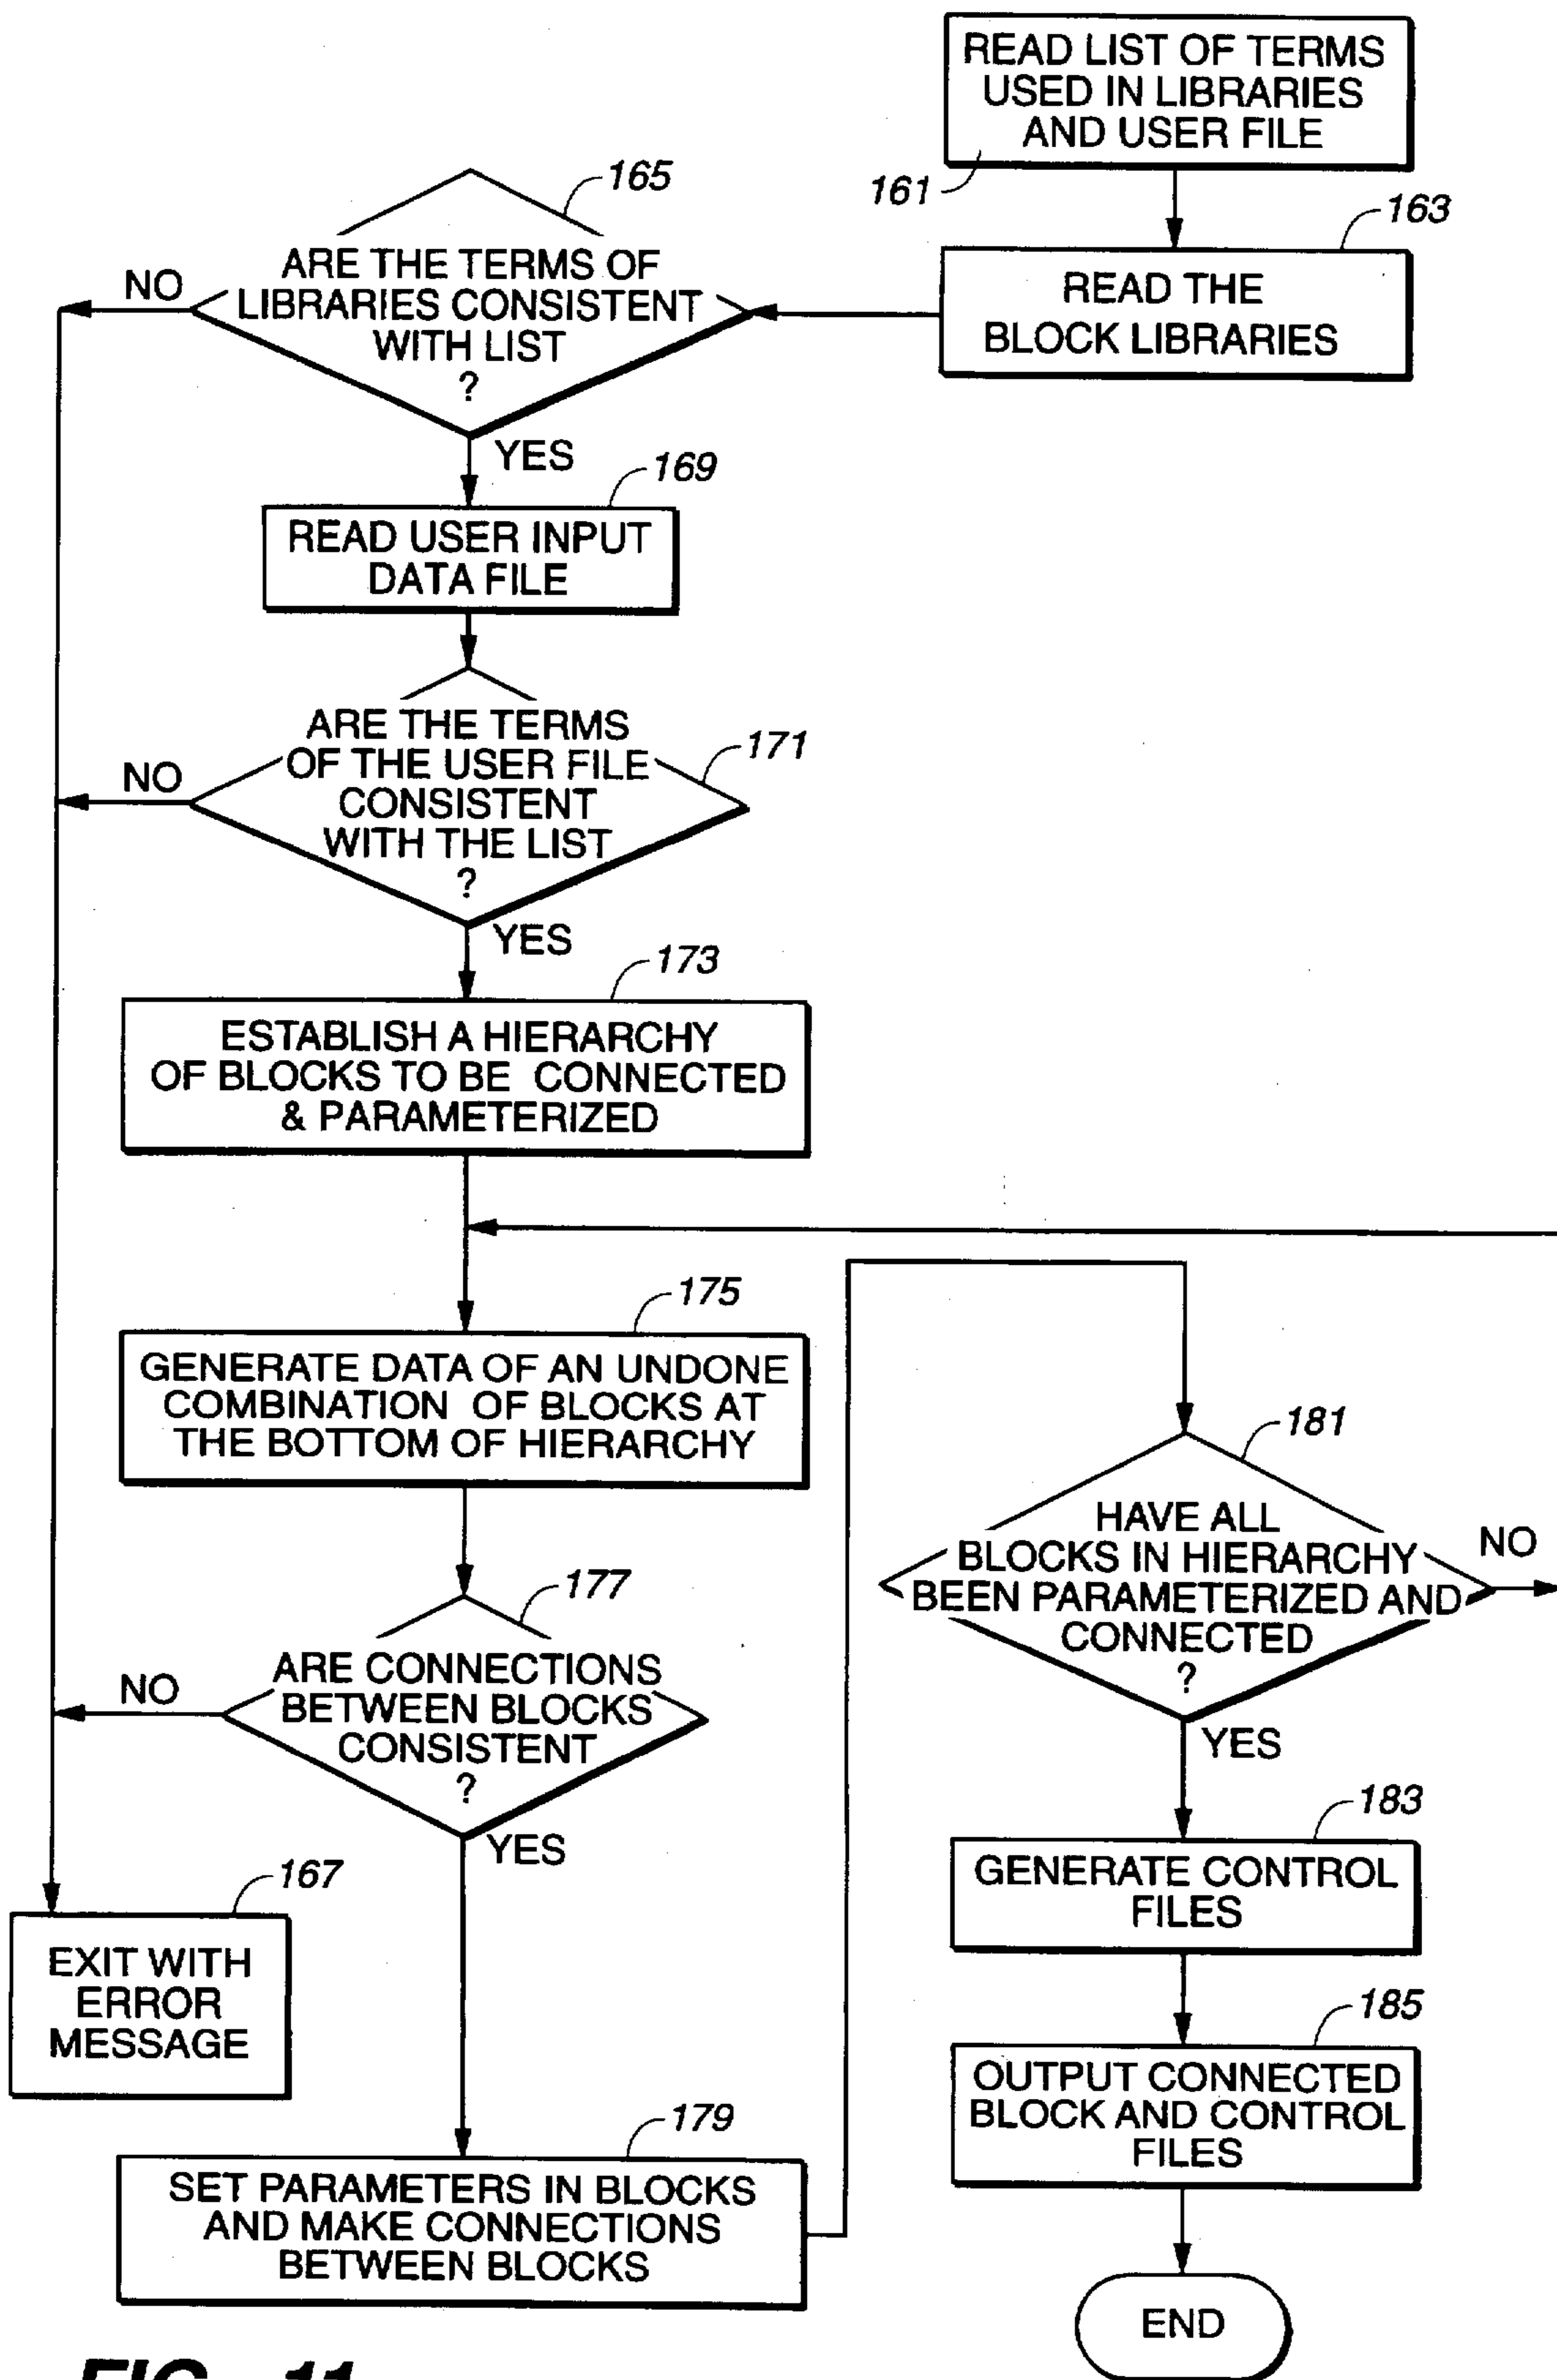 READ LIST OF TERMS
USED IN LIBRARIES
AND USER FILE
161
163
READ THE
BLOCK LIBRARIES
165
ARE THE TERMS OF
LIBRARIES CONSISTENT
WITH LIST
?
NO
YES
169
READ USER INPUT
DATA FILE
171
ARE THE TERMS
OF THE USER FILE
CONSISTENT
WITH THE LIST
?
NO
YES
173
ESTABLISH A HIERARCHY
OF BLOCKS TO BE CONNECTED
& PARAMETERIZED
175
GENERATE DATA OF AN UNDONE
COMBINATION OF BLOCKS AT
THE BOTTOM OF HIERARCHY
177
ARE CONNECTIONS
BETWEEN BLOCKS
CONSISTENT
?
NO
YES
167
EXIT WITH
ERROR
MESSAGE
179
SET PARAMETERS IN BLOCKS
AND MAKE CONNECTIONS
BETWEEN BLOCKS
181
HAVE ALL
BLOCKS IN HIERARCHY
BEEN PARAMETERIZED AND
CONNECTED
?
NO
YES
183
GENERATE CONTROL
FILES
185
OUTPUT CONNECTED
BLOCK AND CONTROL
FILES
END
FIG._11